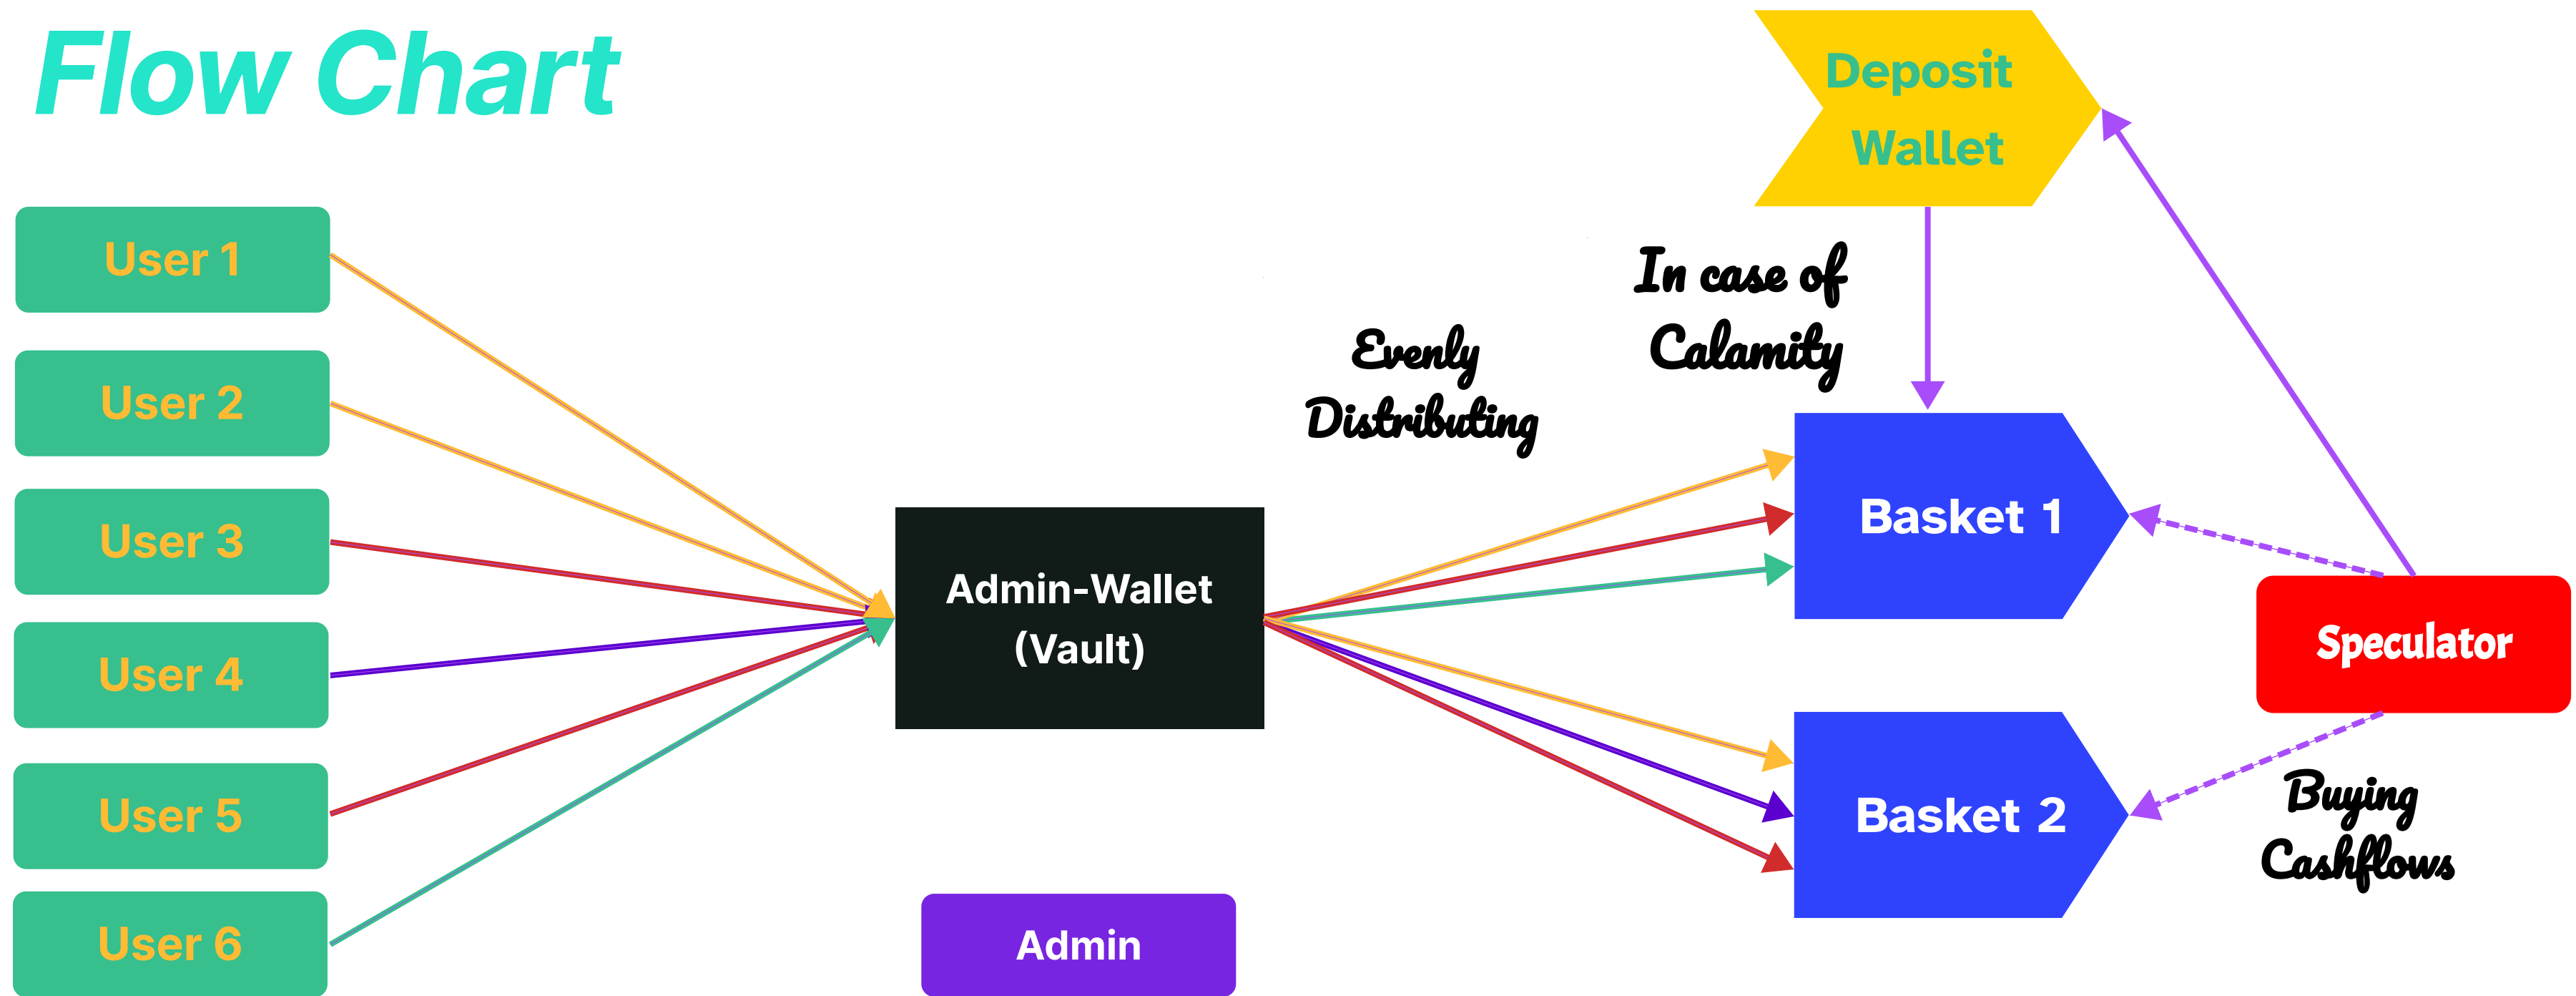 Flow Chart
Deposit
Wallet
User 1
User 2
User 3
User 4
User 5
User 6
Admin-Wallet
(Vault)
Admin
Evenly
Distributing
In case of
Calamity
Basket 1
Basket 2
Speculator
Buying
Cashflows